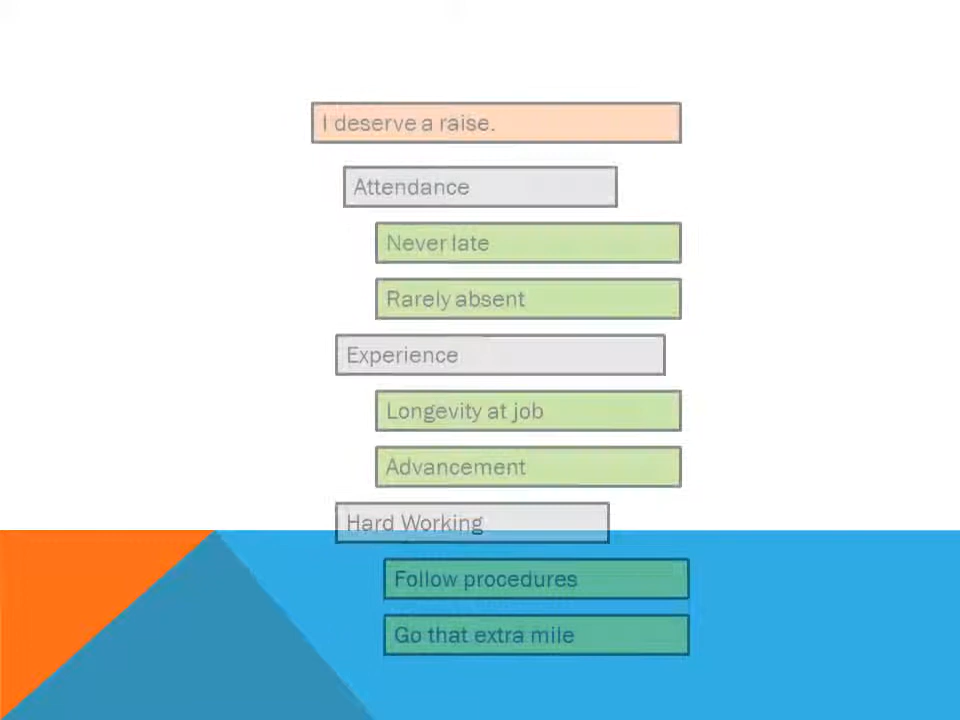 I deserve a raise.
Attendance
Never late
Rarely absent
Experience
Longevity at job
Advancement
Hard Working
Follow procedures
Go that extra mile